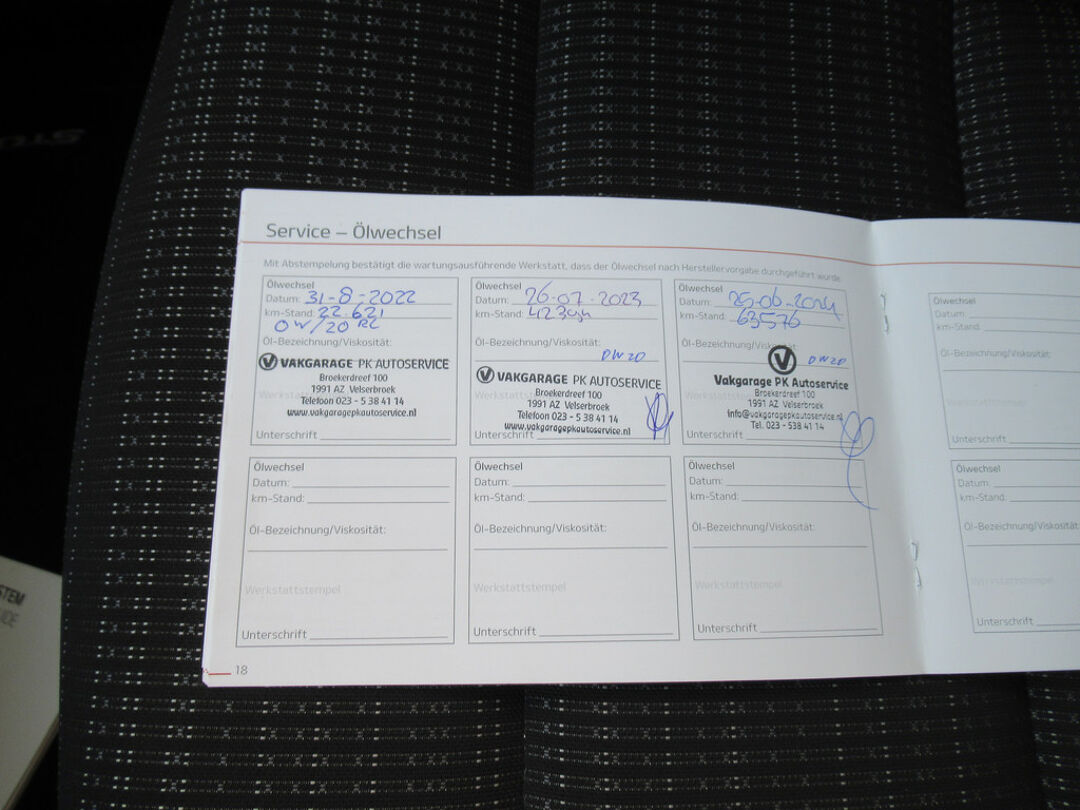 Service – Ölwechsel
Mit Abstempelung bestätigt die wartungsausführende Werkstatt, dass der Ölwechsel nach Herstellervorgabe durchgeführt wurde.
Ölwechsel
Datum: 31-8-2022
km-Stand: 22.621
0W/20
Öl-Bezeichnung/Viskosität:
VAKGARAGE PK AUTOSERVICE
Broekerdreef 100
1991 AZ Velserbroek
Telefoon 023 - 5 38 41 14
www.vakgaragepkautoservice.nl
Unterschrift
Ölwechsel
Datum: 26-07-2023
km-Stand:
Öl-Bezeichnung/Viskosität:
0W20
VAKGARAGE PK AUTOSERVICE
Broekerdreef 100
1991 AZ Velserbroek
Telefoon 023 - 5 38 41 14
www.vakgaragepkautoservice.nl
Unterschrift
Ölwechsel
Datum: 25-06-2024
km-Stand: 63576
Öl-Bezeichnung/Viskosität:
0W20
Vakgarage PK Autoservice
Broekerdreef 100
1991 AZ Velserbroek
info@vakgaragepkautoservice.nl
Tel. 023 - 538 41 14
Unterschrift
Ölwechsel
Datum:
km-Stand:
Öl-Bezeichnung/Viskosität:
Werkstattstempel
Unterschrift
Ölwechsel
Datum:
km-Stand:
Öl-Bezeichnung/Viskosität:
Werkstattstempel
Unterschrift
Ölwechsel
Datum:
km-Stand:
Öl-Bezeichnung/Viskosität:
Werkstattstempel
Unterschrift
18
Ölwechsel
Datum:
km-Stand:
Öl-Bezeichnung/Viskosität:
Werkstattstempel
Unterschrift
Ölwechsel
Datum:
km-Stand:
Öl-Bezeichnung/Viskosität:
Werkstattstempel
Unterschrift